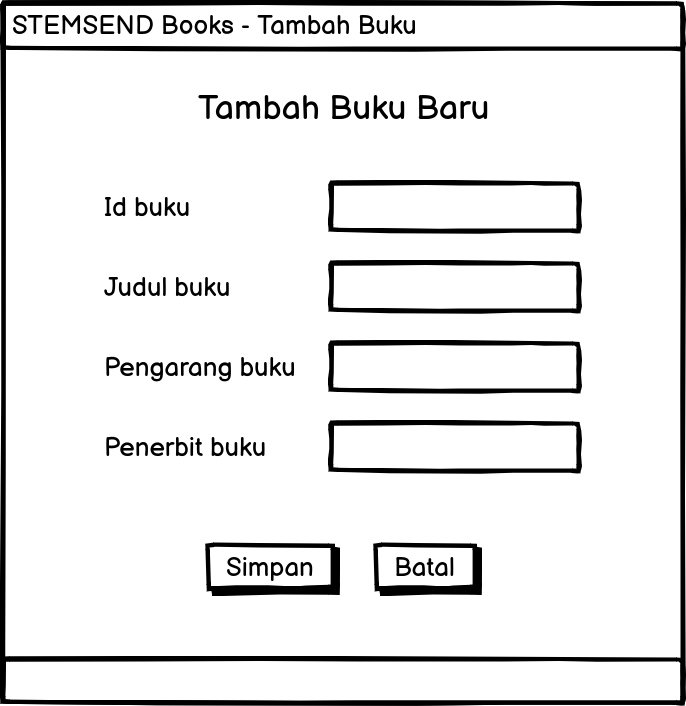 STEMSEND Books - Tambah Buku
Tambah Buku Baru
Id buku
Judul buku
Pengarang buku
Penerbit buku
Simpan Batal